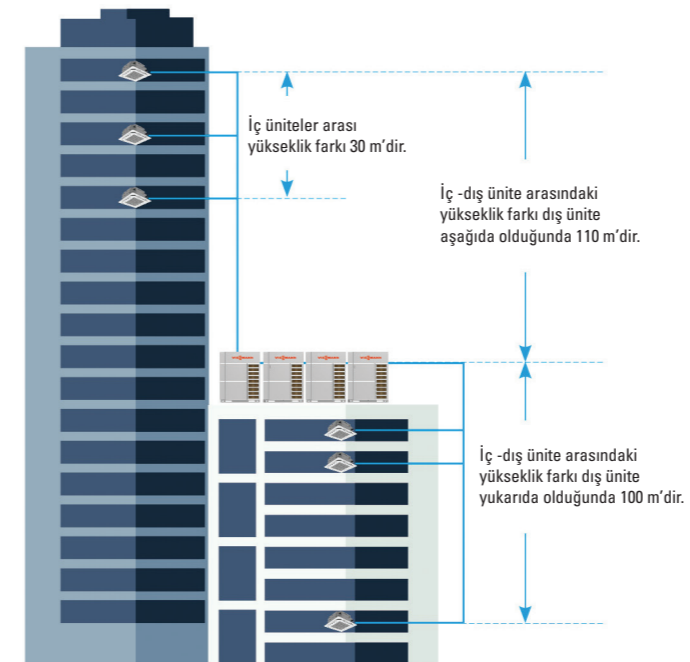 İç üniteler arası
yükseklik farkı 30 m’dir.
İç -dış ünite arasındaki
yükseklik farkı dış ünite
aşağıda olduğunda 110 m’dir.
İç -dış ünite arasındaki
yükseklik farkı dış ünite
yukarıda olduğunda 100 m’dir.